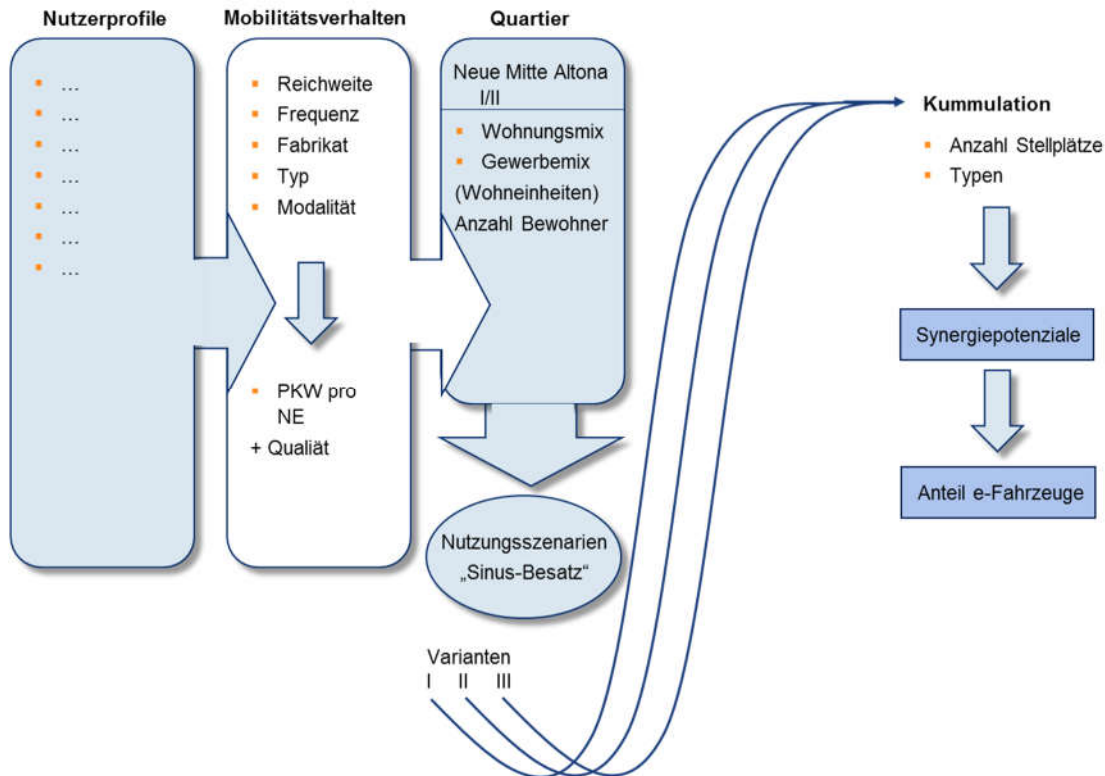 Nutzerprofile
…
…
…
…
…
…
…
Mobilitätsverhalten
Reichweite
Frequenz
Fabrikat
Typ
Modalität
PKW pro
NE
+ Qualiät
Quartier
Neue Mitte Altona
I/II
Wohnungsmix
Gewerbemix
(Wohneinheiten)
Anzahl Bewohner
Nutzungsszenarien
„Sinus-Besatz“
Varianten
I II III
Kummulation
Anzahl Stellplätze
Typen
Synergiepotenziale
Anteil e-Fahrzeuge